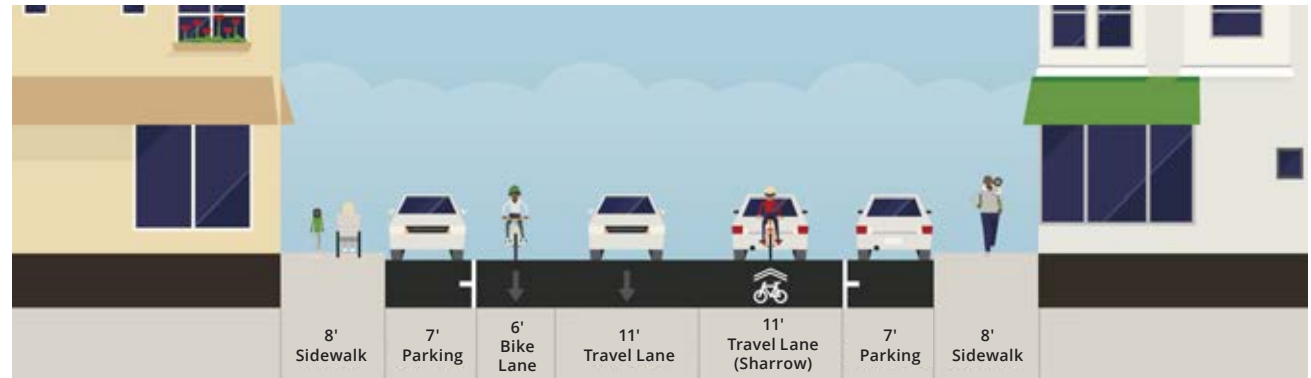 8'
Sidewalk
7'
Parking
6'
Bike
Lane
11'
Travel Lane
11'
Travel Lane
(Sharrow)
7'
Parking
8'
Sidewalk